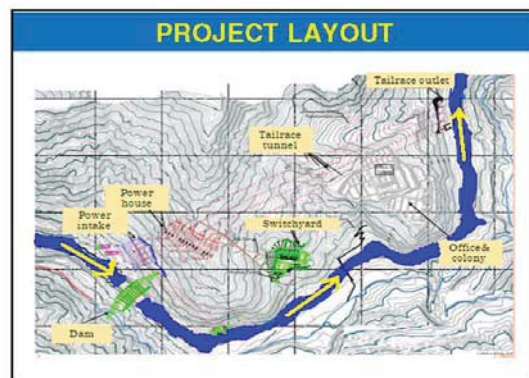 PROJECT LAYOUT
Tailrace outlet
Tailrace
tunnel
Power
house
Power
intake
Switchyard
Office&
colony
Dam